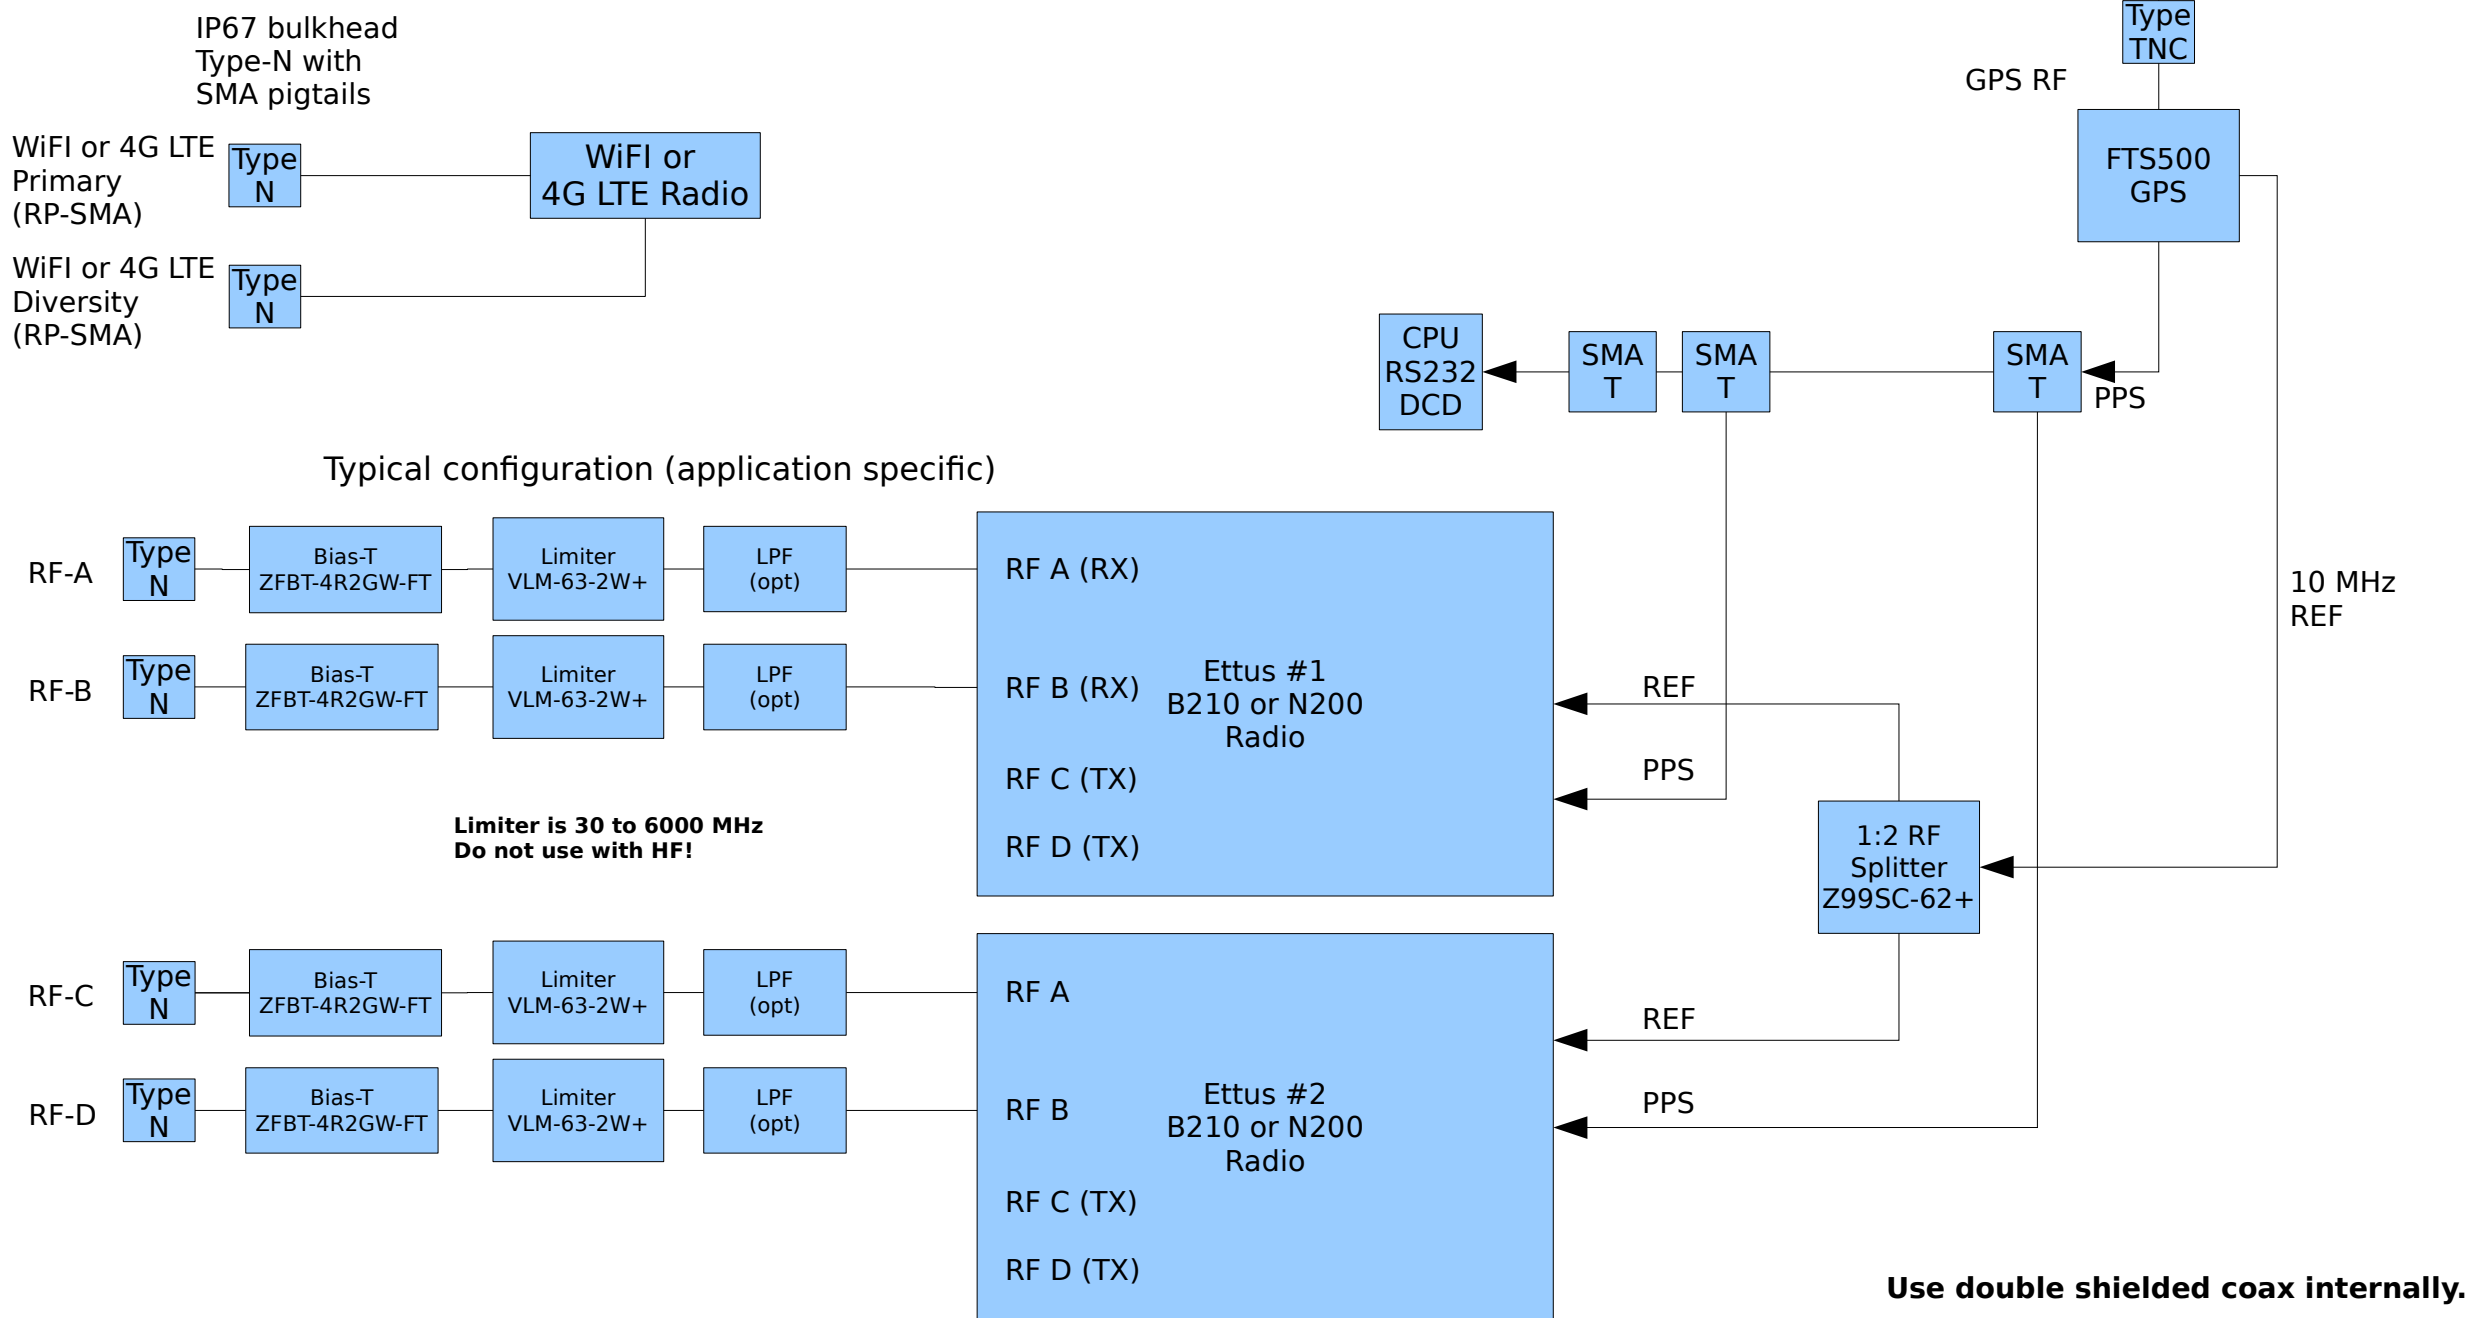 IP67 bulkhead
Type-N with
SMA pigtails
WiFI or 4G LTE
Primary
(RP-SMA)
Type
N
WiFI or
4G LTE Radio
WiFI or 4G LTE
Diversity
(RP-SMA)
Type
N
Type
TNC
GPS RF
FTS500
GPS
CPU
RS232
DCD
SMA
T
SMA
T
SMA
T
PPS
10 MHz
REF
Typical configuration (application specific)
RF-A
Type
N
Bias-T
ZFBT-4R2GW-FT
Limiter
VLM-63-2W+
LPF
(opt)
RF A (RX)
RF-B
Type
N
Bias-T
ZFBT-4R2GW-FT
Limiter
VLM-63-2W+
LPF
(opt)
RF B (RX)
Ettus #1
B210 or N200
Radio
RF C (TX)
RF D (TX)
REF
PPS
1:2 RF
Splitter
Z99SC-62+
Limiter is 30 to 6000 MHz
Do not use with HF!
RF-C
Type
N
Bias-T
ZFBT-4R2GW-FT
Limiter
VLM-63-2W+
LPF
(opt)
RF A
RF-D
Type
N
Bias-T
ZFBT-4R2GW-FT
Limiter
VLM-63-2W+
LPF
(opt)
RF B
Ettus #2
B210 or N200
Radio
RF C (TX)
RF D (TX)
REF
PPS
Use double shielded coax internally.